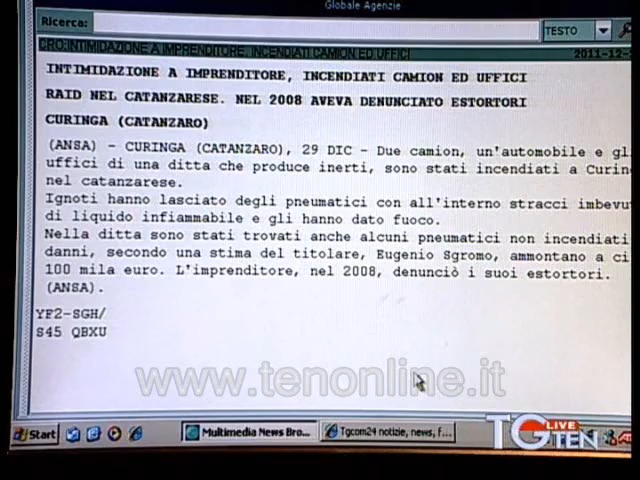 Globale Agenzie
Ricerca: TESTO
CRO:INTIMIDAZIONE A IMPRENDITORE, INCENDIATI CAMION ED UFFICI 2011-12-
INTIMIDAZIONE A IMPRENDITORE, INCENDIATI CAMION ED UFFICI
RAID NEL CATANZARESE. NEL 2008 AVEVA DENUNCIATO ESTORTORI
CURINGA (CATANZARO)
(ANSA) - CURINGA (CATANZARO), 29 DIC - Due camion, un'automobile e gl
uffici di una ditta che produce inerti, sono stati incendiati a Curin
nel catanzarese.
Ignoti hanno lasciato degli pneumatici con all'interno stracci imbevu
di liquido infiammabile e gli hanno dato fuoco.
Nella ditta sono stati trovati anche alcuni pneumatici non incendiati
danni, secondo una stima del titolare, Eugenio Sgromo, ammontano a ci
100 mila euro. L'imprenditore, nel 2008, denunciò i suoi estortori.
(ANSA).
YF2-SGH/
S45 QBXU
www.tenonline.it
Start Multimedia News Bro... Tgcom24 notizie, news, f...
TG LIVE TEN